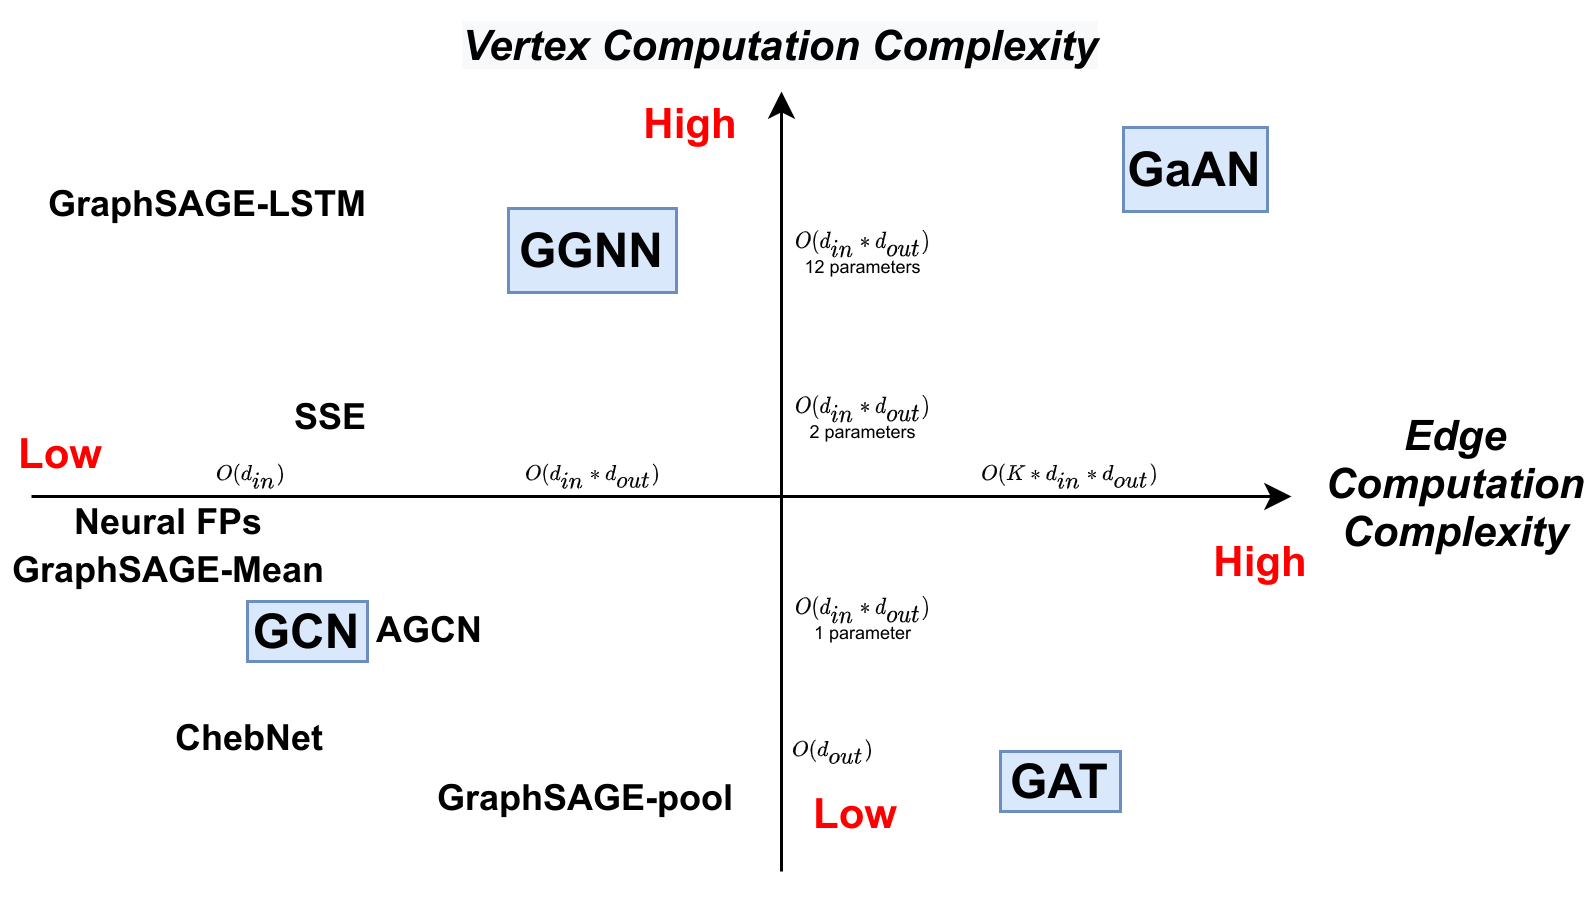 Vertex Computation Complexity
High
GaAN
GraphSAGE-LSTM
GGNN
O(d_in * d_out)
12 parameters
O(d_in * d_out)
2 parameters
SSE
Low
O(d_in)
O(d_in * d_out)
O(K * d_in * d_out)
Edge
Computation
Complexity
Neural FPs
GraphSAGE-Mean
High
GCN
AGCN
O(d_in * d_out)
1 parameter
ChebNet
O(d_out)
GAT
GraphSAGE-pool
Low